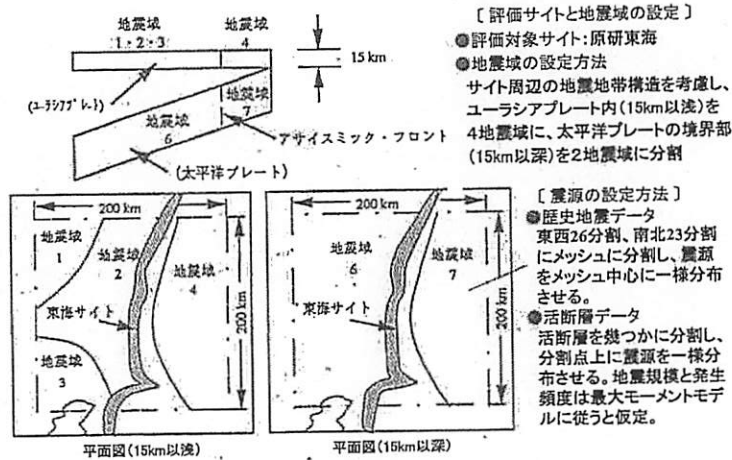 地震域
1・2・3
地震域
4
15 km
(ユーラシアプレート)
地震域
6
地震域
7
アサイスミック・フロント
(太平洋プレート)
[ 評価サイトと地震域の設定 ]
●評価対象サイト:原研東海
●地震域の設定方法
サイト周辺の地震地帯構造を考慮し、
ユーラシアプレート内(15km以浅)を
4地震域に、太平洋プレートの境界部
(15km以深)を2地震域に分割
200 km
地震域
1
地震域
2
地震域
4
東海サイト
地震域
3
200 km
平面図(15km以浅)
200 km
地震域
6
地震域
7
東海サイト
200 km
平面図(15km以深)
[ 震源の設定方法 ]
●歴史地震データ
東西26分割、南北23分割
にメッシュに分割し、震源
をメッシュ中心に一様分布
させる。
●活断層データ
活断層を幾つかに分割し、
分割点上に震源を一様分
布させる。地震規模と発生
頻度は最大モーメントモデ
ルに従うと仮定。